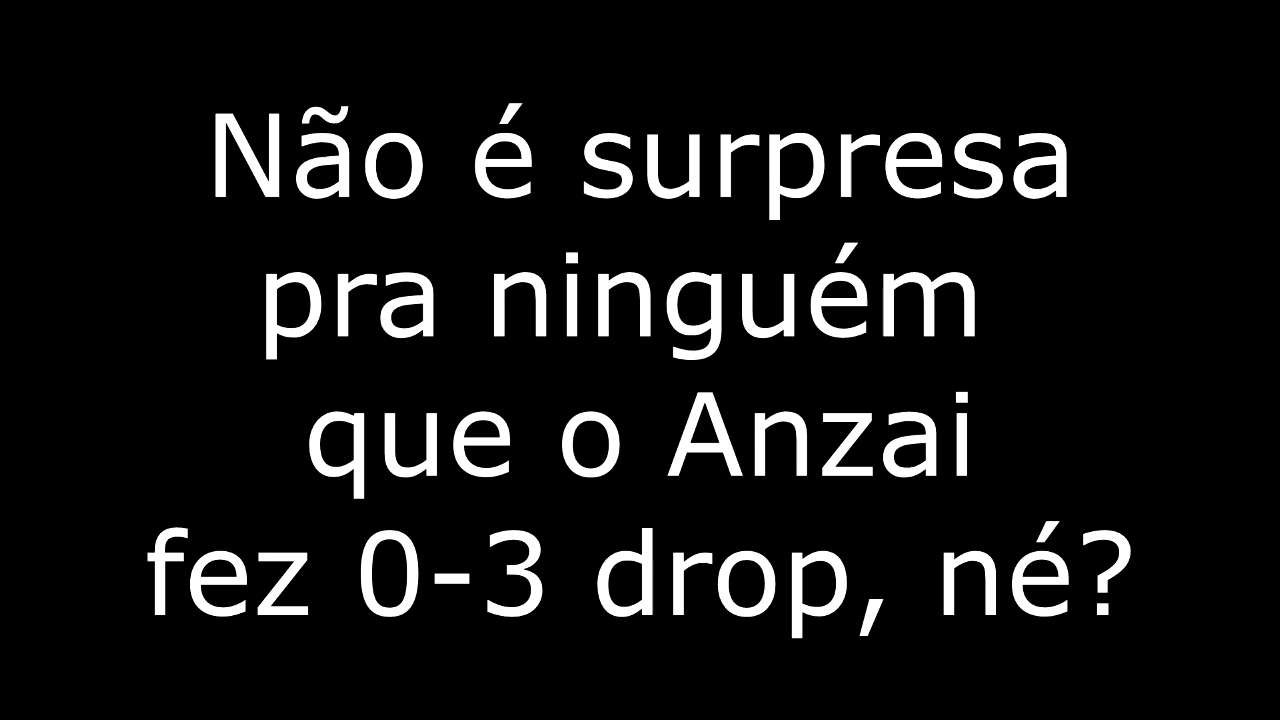 Não é surpresa
pra ninguém
que o Anzai
fez 0-3 drop, né?